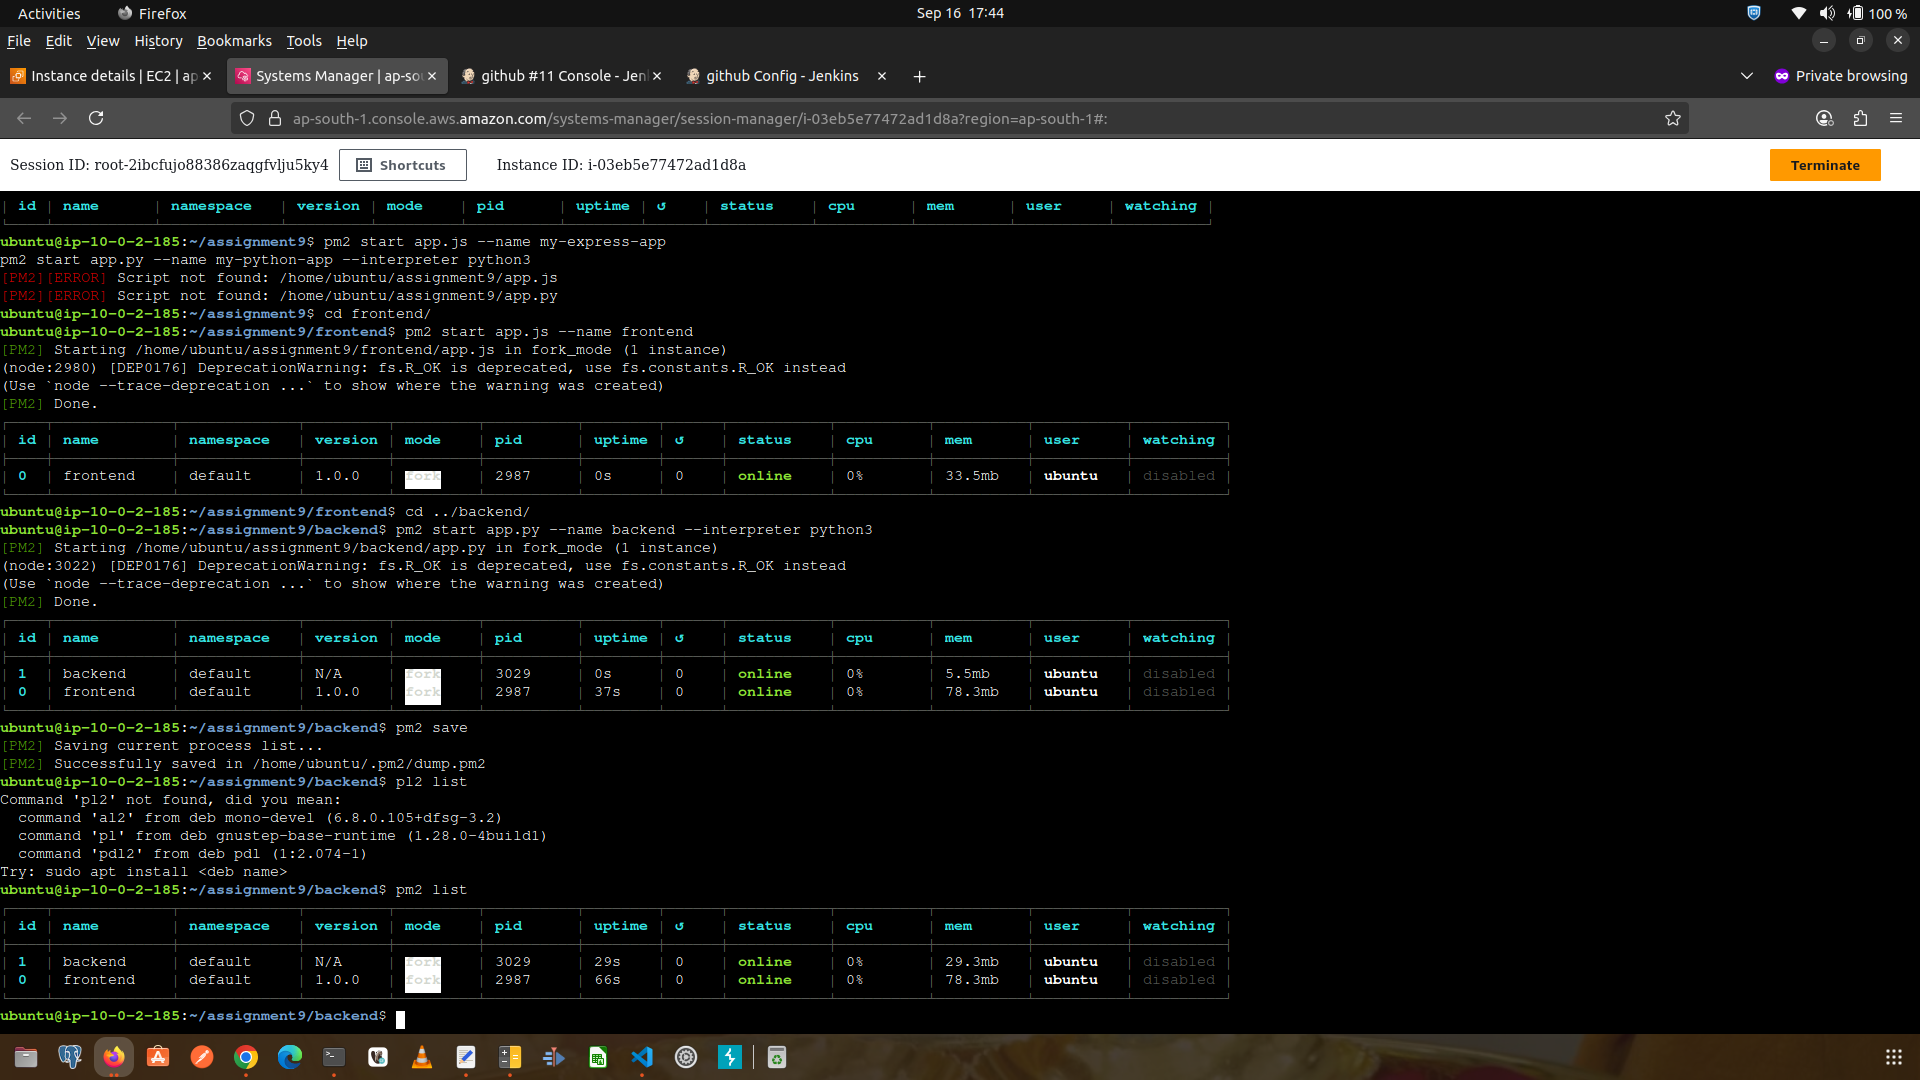 Activities Firefox Sep 16 17:44 100 %
File Edit View History Bookmarks Tools Help
Instance details | EC2 | ap Systems Manager | ap-so github #11 Console - Jen github Config - Jenkins Private browsing
ap-south-1.console.aws.amazon.com/systems-manager/session-manager/i-03eb5e77472ad1d8a?region=ap-south-1#:
Session ID: root-2ibcfujo88386zaqgfvlju5ky4 Shortcuts Instance ID: i-03eb5e77472ad1d8a Terminate
id | name | namespace | version | mode | pid | uptime | ↺ | status | cpu | mem | user | watching
ubuntu@ip-10-0-2-185:~/assignment9$ pm2 start app.js --name my-express-app
pm2 start app.py --name my-python-app --interpreter python3
[PM2][ERROR] Script not found: /home/ubuntu/assignment9/app.js
[PM2][ERROR] Script not found: /home/ubuntu/assignment9/app.py
ubuntu@ip-10-0-2-185:~/assignment9$ cd frontend/
ubuntu@ip-10-0-2-185:~/assignment9/frontend$ pm2 start app.js --name frontend
[PM2] Starting /home/ubuntu/assignment9/frontend/app.js in fork_mode (1 instance)
(node:2980) [DEP0176] DeprecationWarning: fs.R_OK is deprecated, use fs.constants.R_OK instead
(Use `node --trace-deprecation ...` to show where the warning was created)
[PM2] Done.
id | name | namespace | version | mode | pid | uptime | ↺ | status | cpu | mem | user | watching
0 | frontend | default | 1.0.0 | fork | 2987 | 0s | 0 | online | 0% | 33.5mb | ubuntu | disabled
ubuntu@ip-10-0-2-185:~/assignment9/frontend$ cd ../backend/
ubuntu@ip-10-0-2-185:~/assignment9/backend$ pm2 start app.py --name backend --interpreter python3
[PM2] Starting /home/ubuntu/assignment9/backend/app.py in fork_mode (1 instance)
(node:3022) [DEP0176] DeprecationWarning: fs.R_OK is deprecated, use fs.constants.R_OK instead
(Use `node --trace-deprecation ...` to show where the warning was created)
[PM2] Done.
id | name | namespace | version | mode | pid | uptime | ↺ | status | cpu | mem | user | watching
1 | backend | default | N/A | fork | 3029 | 0s | 0 | online | 0% | 5.5mb | ubuntu | disabled
0 | frontend | default | 1.0.0 | fork | 2987 | 37s | 0 | online | 0% | 78.3mb | ubuntu | disabled
ubuntu@ip-10-0-2-185:~/assignment9/backend$ pm2 save
[PM2] Saving current process list...
[PM2] Successfully saved in /home/ubuntu/.pm2/dump.pm2
ubuntu@ip-10-0-2-185:~/assignment9/backend$ pl2 list
Command 'pl2' not found, did you mean:
command 'al2' from deb mono-devel (6.8.0.105+dfsg-3.2)
command 'pl' from deb gnustep-base-runtime (1.28.0-4build1)
command 'pdl2' from deb pdl (1:2.074-1)
Try: sudo apt install <deb name>
ubuntu@ip-10-0-2-185:~/assignment9/backend$ pm2 list
id | name | namespace | version | mode | pid | uptime | ↺ | status | cpu | mem | user | watching
1 | backend | default | N/A | fork | 3029 | 29s | 0 | online | 0% | 29.3mb | ubuntu | disabled
0 | frontend | default | 1.0.0 | fork | 2987 | 66s | 0 | online | 0% | 78.3mb | ubuntu | disabled
ubuntu@ip-10-0-2-185:~/assignment9/backend$